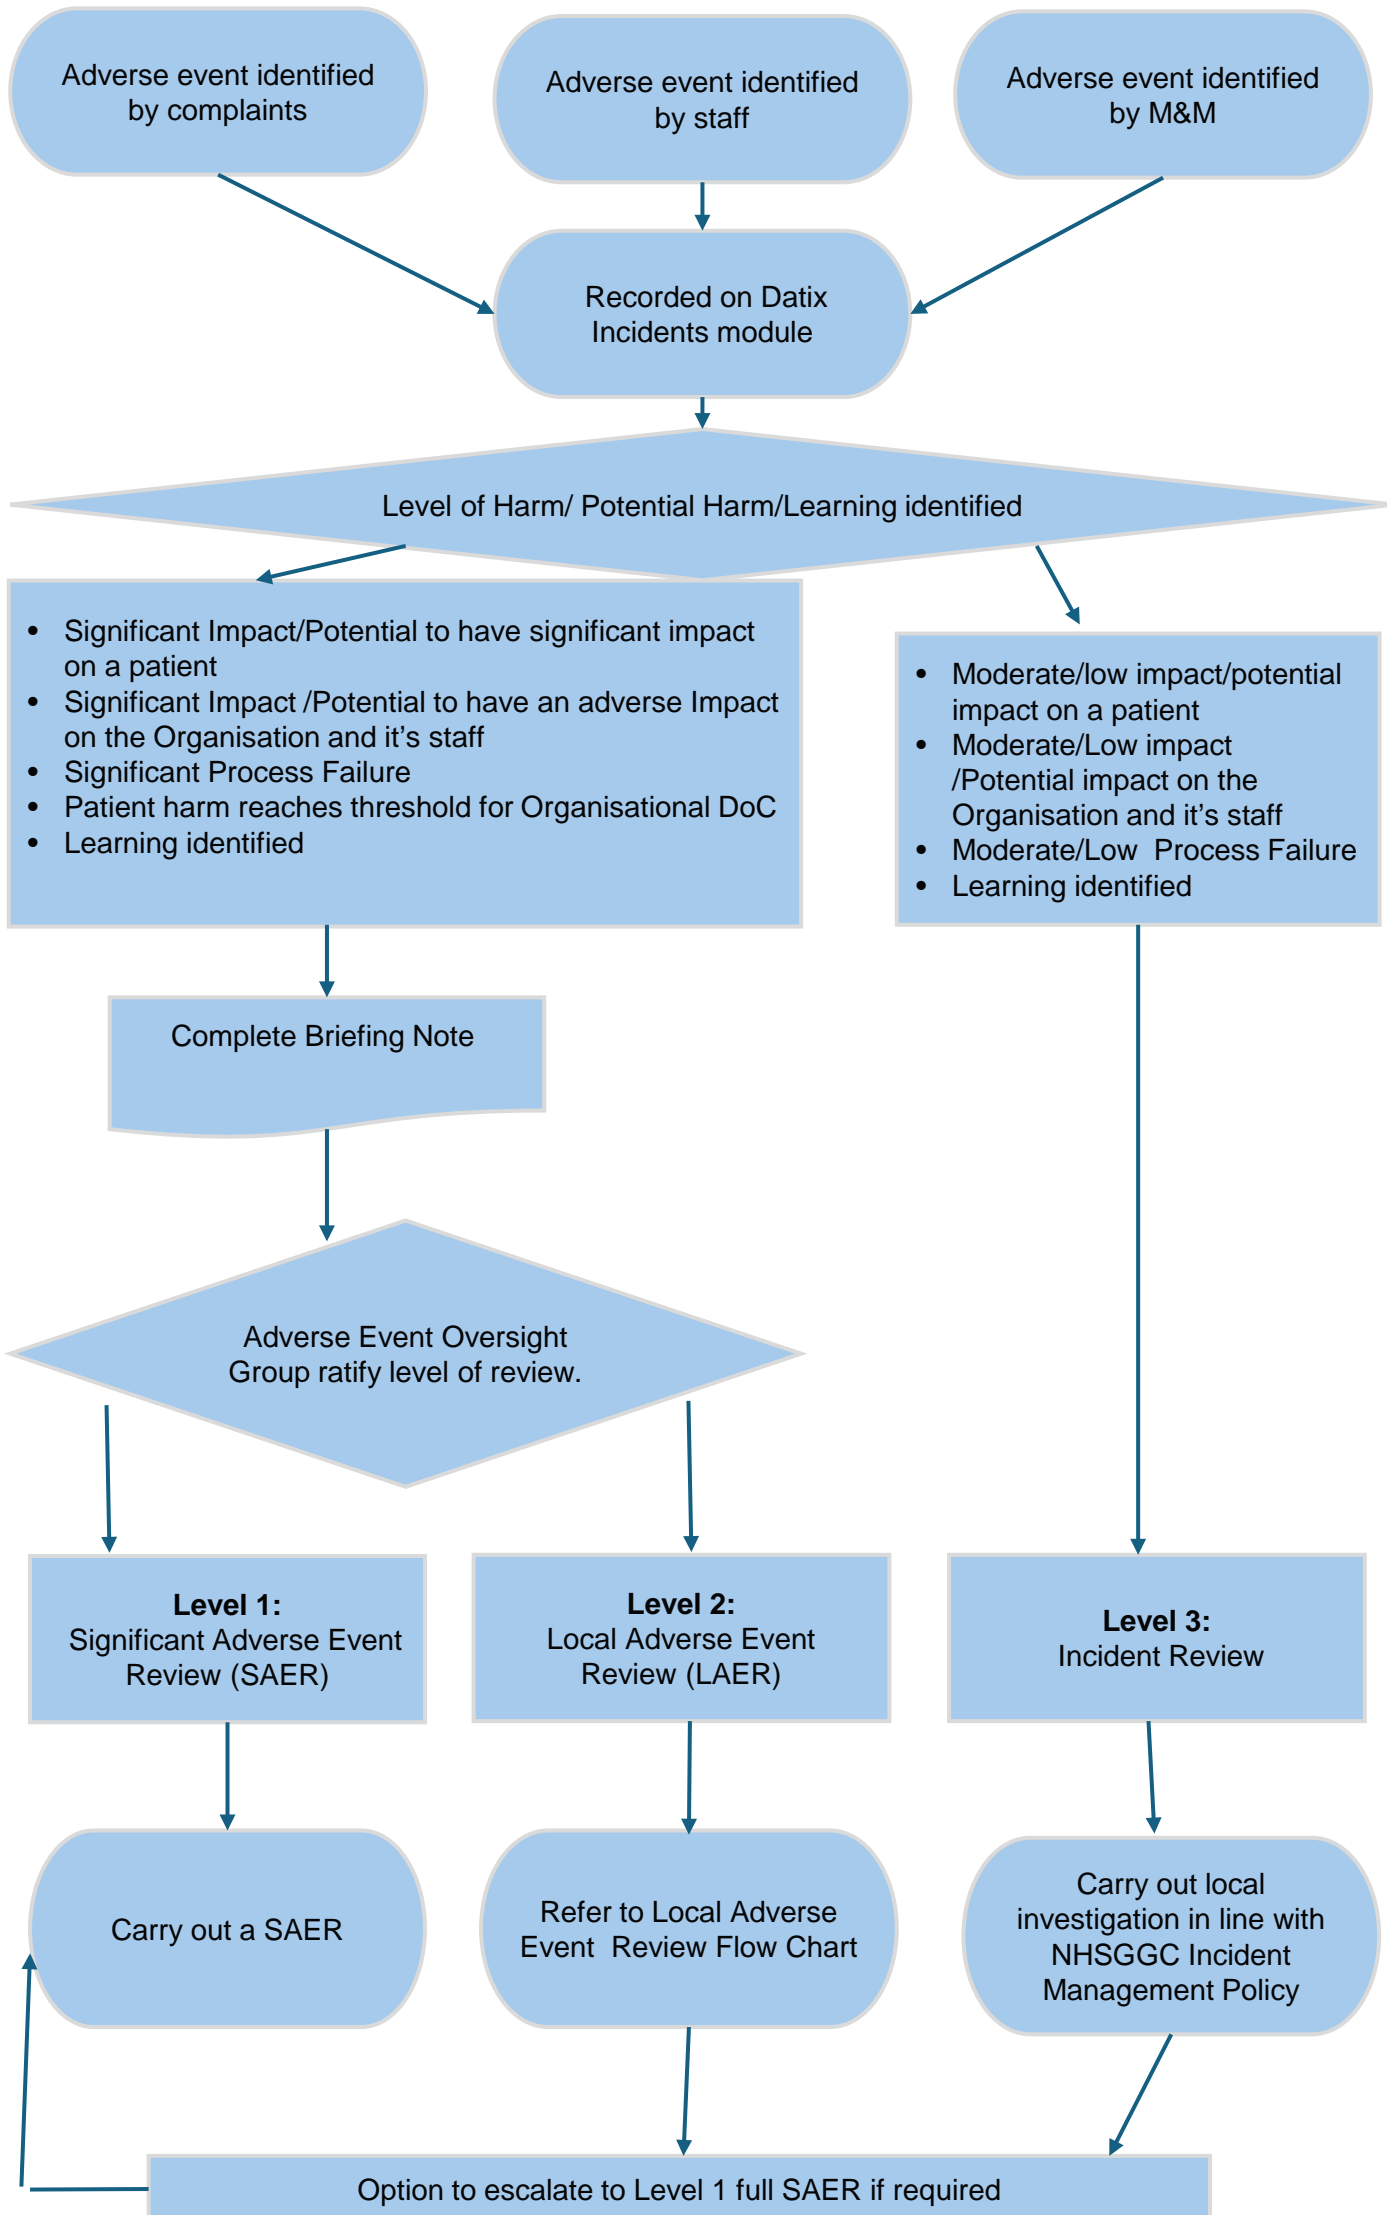 Adverse event identified
by complaints
Adverse event identified
by staff
Adverse event identified
by M&M
Recorded on Datix
Incidents module
Level of Harm/ Potential Harm/Learning identified
• Significant Impact/Potential to have significant impact
on a patient
• Significant Impact /Potential to have an adverse Impact
on the Organisation and it's staff
• Significant Process Failure
• Patient harm reaches threshold for Organisational DoC
• Learning identified
• Moderate/low impact/potential
impact on a patient
• Moderate/Low impact
/Potential impact on the
Organisation and it's staff
• Moderate/Low  Process Failure
• Learning identified
Complete Briefing Note
Adverse Event Oversight
Group ratify level of review.
Level 1:
Significant Adverse Event
Review (SAER)
Level 2:
Local Adverse Event
Review (LAER)
Level 3:
Incident Review
Carry out a SAER
Refer to Local Adverse
Event  Review Flow Chart
Carry out local
investigation in line with
NHSGGC Incident
Management Policy
Option to escalate to Level 1 full SAER if required